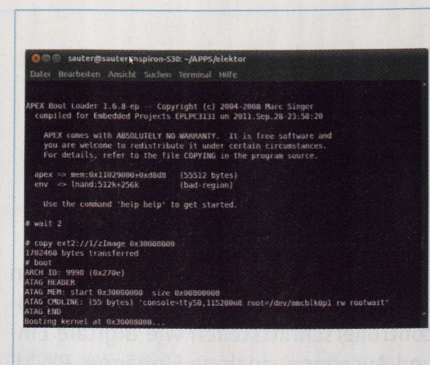 sauter@sauter-Inspiron-530: ~/APPS/elektor
Datei Bearbeiten Ansicht Suchen Terminal Hilfe
APEX Boot Loader 1.6.8-ep -- Copyright (c) 2004-2008 Marc Singer
compiled for Embedded Projects EPLPC3131 on 2011.Sep.28-23:50:20
APEX comes with ABSOLUTELY NO WARRANTY. It is free software and
you are welcome to redistribute it under certain circumstances.
For details, refer to the file COPYING in the program source.
apex => mem:0x11029000+0xd8d8 (55512 bytes)
env <> lnand:512k+256k (bad-region)
Use the command 'help help' to get started.
# wait 2
# copy ext2://1/zImage 0x30008000
1702460 bytes transferred
# boot
ARCH ID: 9998 (0x270e)
ATAG HEADER
ATAG MEM: start 0x30000000 size 0x00800000
ATAG CMDLINE: (55 bytes) 'console=ttyS0,115200n8 root=/dev/mmcblk0p1 rw rootwait'
ATAG END
Booting kernel at 0x30008000...